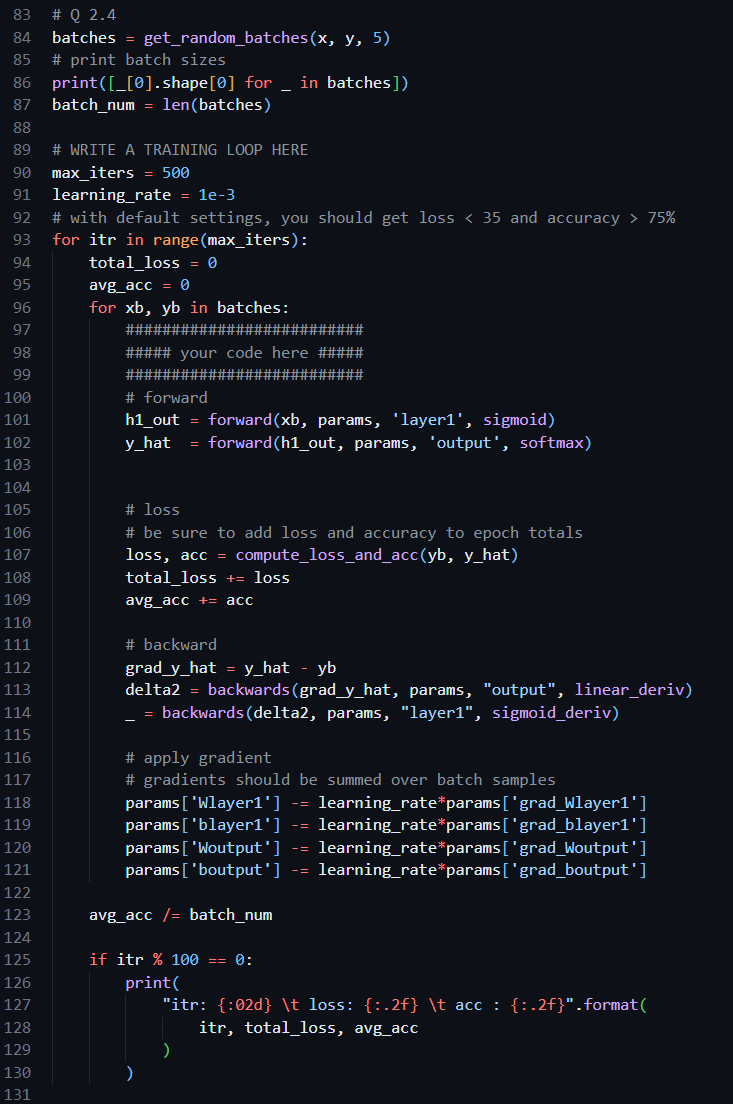 83 # Q 2.4
84 batches = get_random_batches(x, y, 5)
85 # print batch sizes
86 print([_[0].shape[0] for _ in batches])
87 batch_num = len(batches)
88
89 # WRITE A TRAINING LOOP HERE
90 max_iters = 500
91 learning_rate = 1e-3
92 # with default settings, you should get loss < 35 and accuracy > 75%
93 for itr in range(max_iters):
94     total_loss = 0
95     avg_acc = 0
96     for xb, yb in batches:
97         ##########################
98         ##### your code here #####
99         ##########################
100         # forward
101         h1_out = forward(xb, params, 'layer1', sigmoid)
102         y_hat  = forward(h1_out, params, 'output', softmax)
103
104
105         # loss
106         # be sure to add loss and accuracy to epoch totals
107         loss, acc = compute_loss_and_acc(yb, y_hat)
108         total_loss += loss
109         avg_acc += acc
110
111         # backward
112         grad_y_hat = y_hat - yb
113         delta2 = backwards(grad_y_hat, params, "output", linear_deriv)
114         _ = backwards(delta2, params, "layer1", sigmoid_deriv)
115
116         # apply gradient
117         # gradients should be summed over batch samples
118         params['Wlayer1'] -= learning_rate*params['grad_Wlayer1']
119         params['blayer1'] -= learning_rate*params['grad_blayer1']
120         params['Woutput'] -= learning_rate*params['grad_Woutput']
121         params['boutput'] -= learning_rate*params['grad_boutput']
122
123     avg_acc /= batch_num
124
125     if itr % 100 == 0:
126         print(
127             "itr: {:02d} \t loss: {:.2f} \t acc : {:.2f}".format(
128                 itr, total_loss, avg_acc
129             )
130         )
131